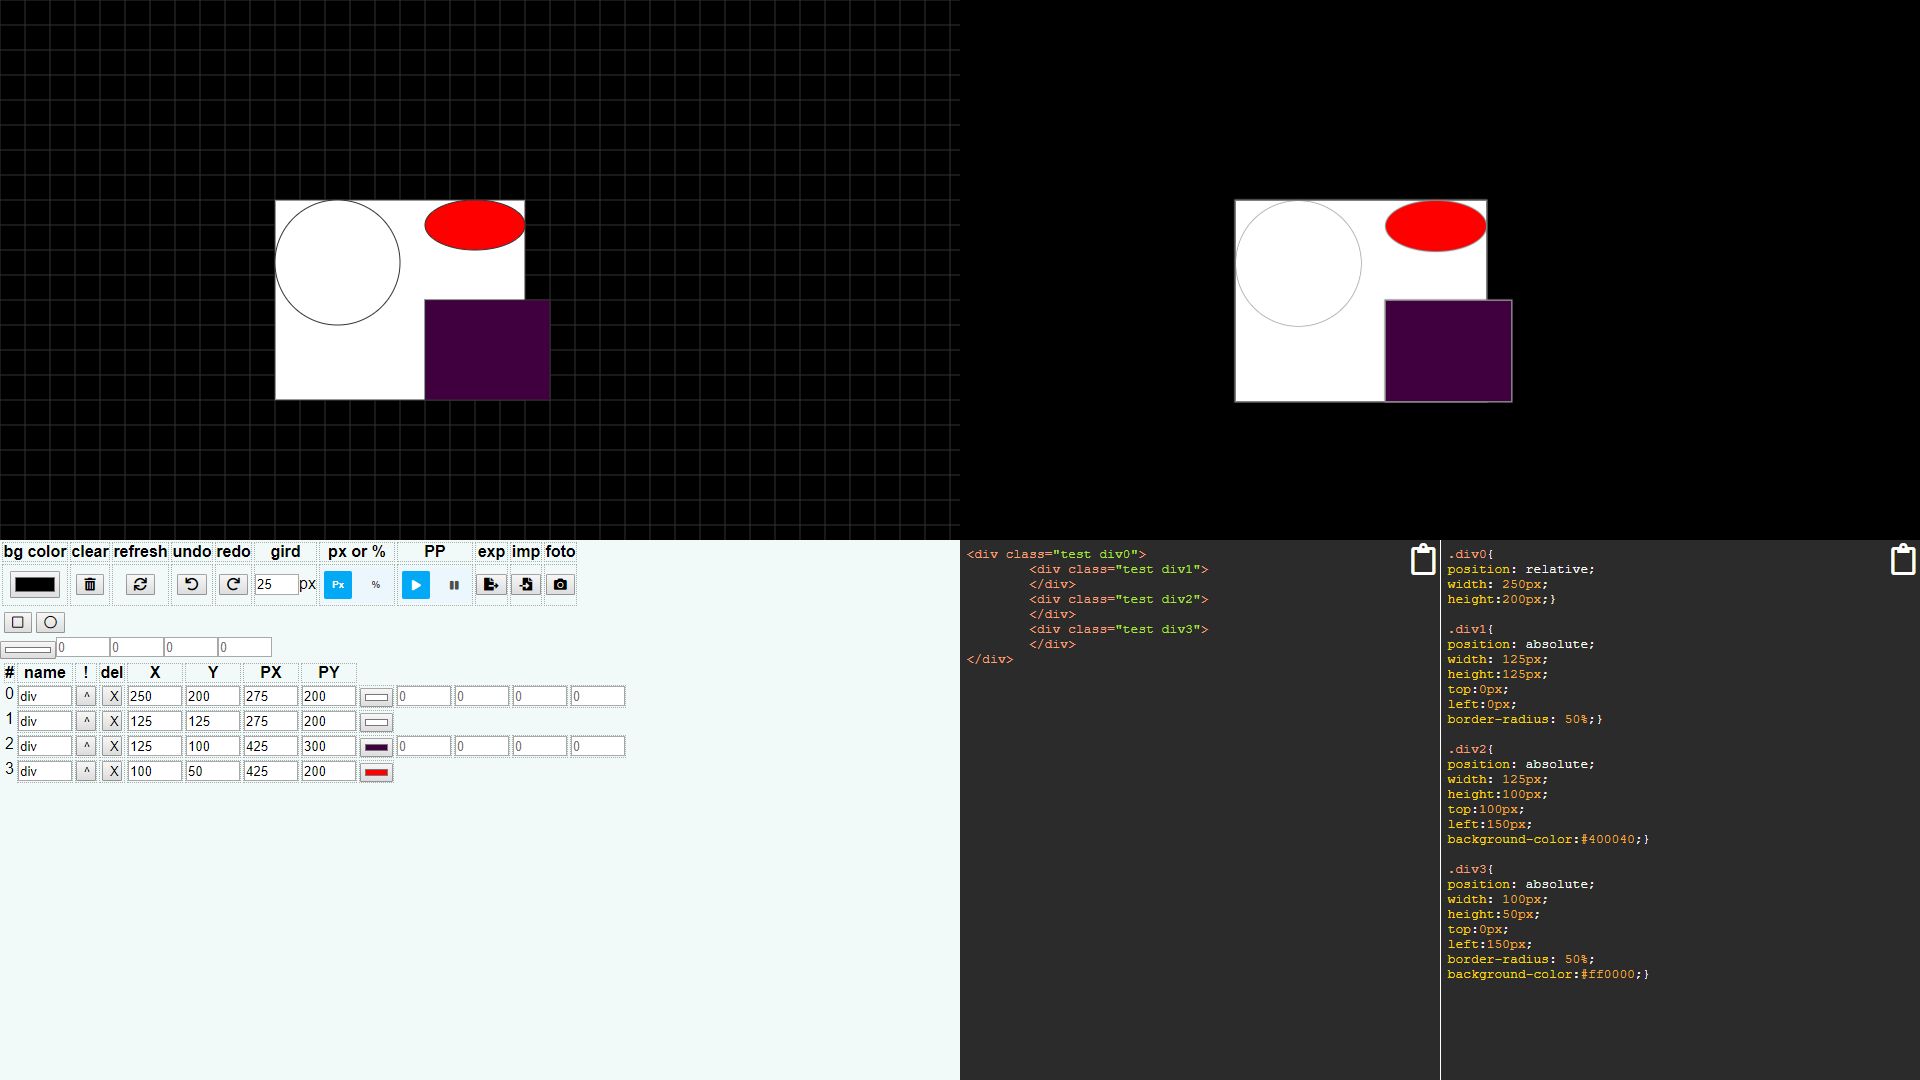 bg color clear refresh undo redo gird px or % PP exp imp foto
25 px Px %
0 0 0 0
# name ! del X Y PX PY
0 div ^ X 250 200 275 200 0 0 0 0
1 div ^ X 125 125 275 200
2 div ^ X 125 100 425 300 0 0 0 0
3 div ^ X 100 50 425 200
<div class="test div0">
<div class="test div1">
</div>
<div class="test div2">
</div>
<div class="test div3">
</div>
</div>
.div0{
position: relative;
width: 250px;
height:200px;}
.div1{
position: absolute;
width: 125px;
height:125px;
top:0px;
left:0px;
border-radius: 50%;}
.div2{
position: absolute;
width: 125px;
height:100px;
top:100px;
left:150px;
background-color:#400040;}
.div3{
position: absolute;
width: 100px;
height:50px;
top:0px;
left:150px;
border-radius: 50%;
background-color:#ff0000;}